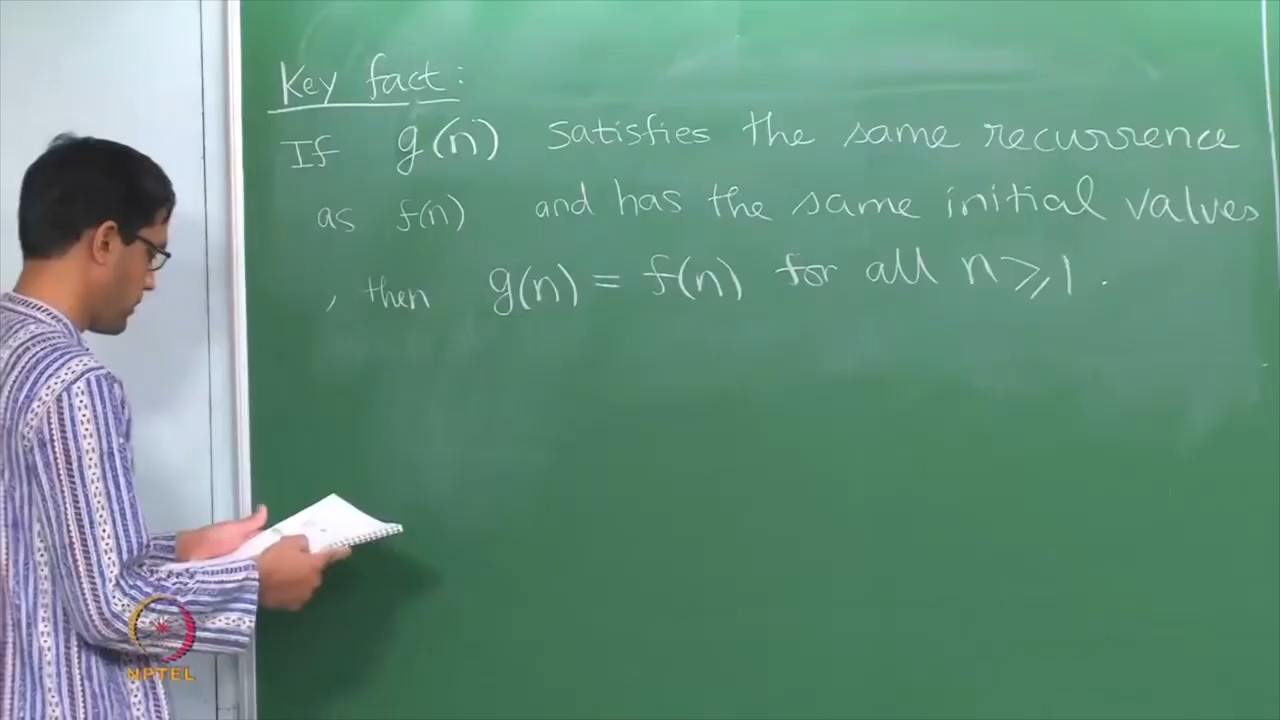 Key fact:
If g(n) satisfies the same recurrence
as f(n) and has the same initial values
, then g(n) = f(n) for all n ⩾ 1.
NPTEL